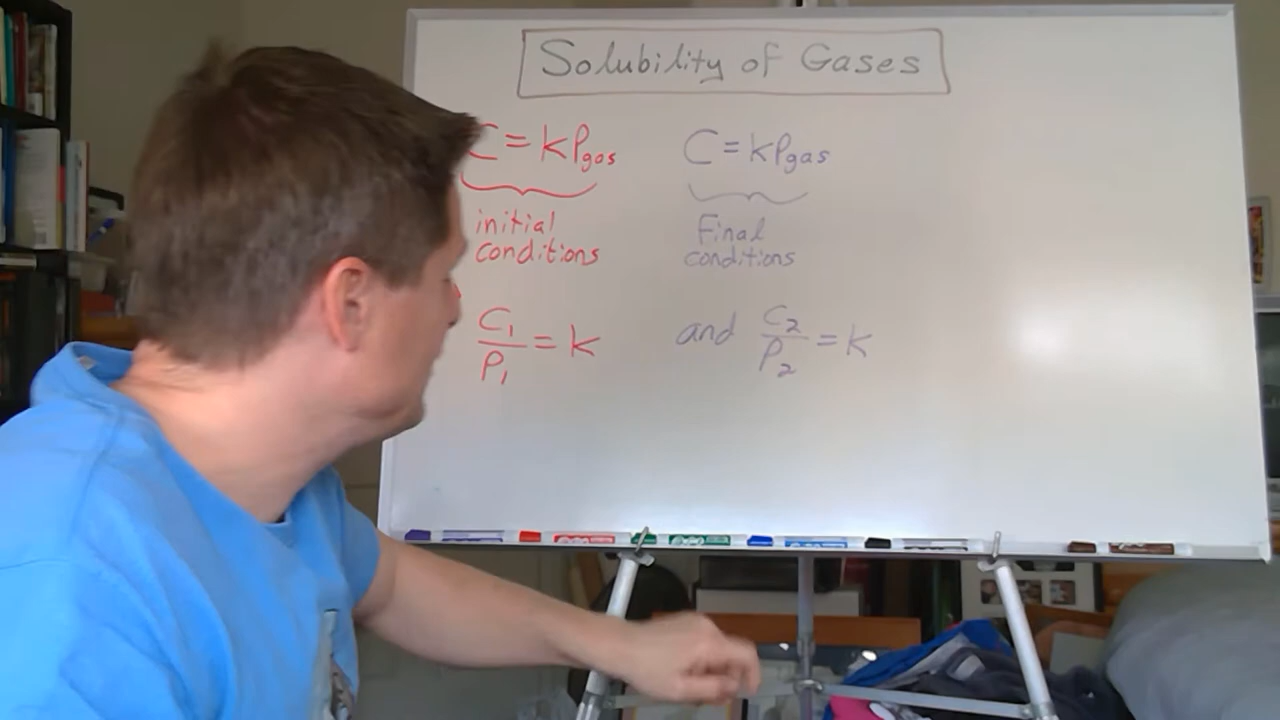 Solubility of Gases
C = kPgas
C = kPgas
initial
conditions
Final
conditions
C₁/P₁ = k
and C₂/P₂ = k